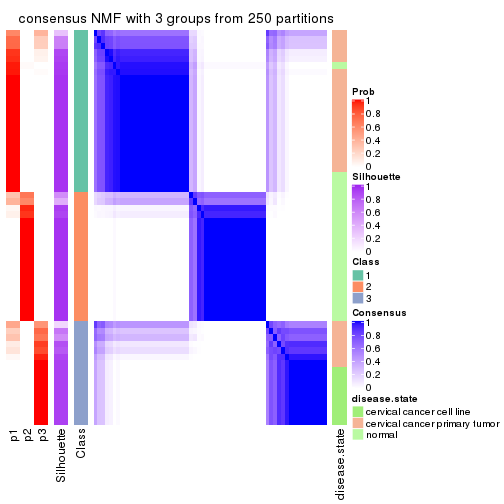 consensus NMF with 3 groups from 250 partitions
Prob
1
0.8
0.6
0.4
0.2
0
Silhouette
1
0.8
0.6
0.4
0.2
0
Class
1
2
3
Consensus
1
0.8
0.6
0.4
0.2
0
disease.state
cervical cancer cell line
cervical cancer primary tumor
normal
p1
p2
p3
Silhouette
Class
disease.state